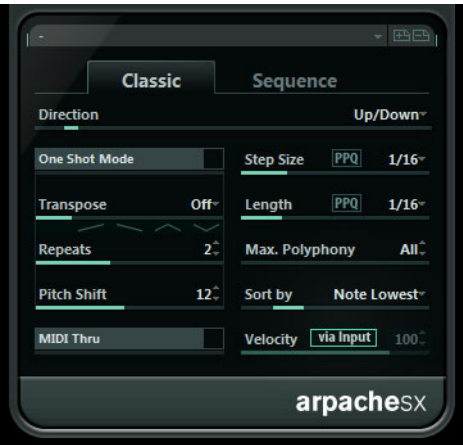 -
Classic Sequence
Direction Up/Down
One Shot Mode Step Size PPQ 1/16
Transpose Off Length PPQ 1/16
Repeats 2 Max. Polyphony All
Pitch Shift 12 Sort by Note Lowest
MIDI Thru Velocity via Input 100
arpachesx